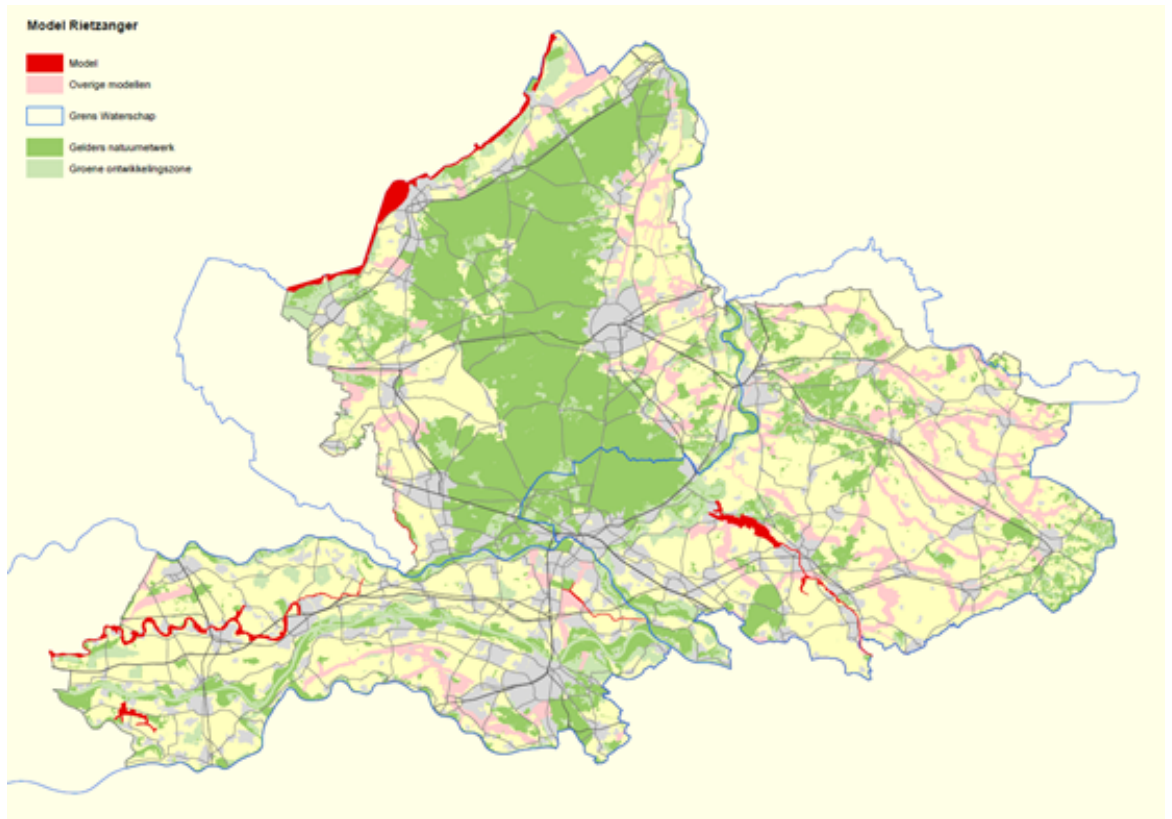 Model Rietzanger
Model
Overige modellen
Grens Waterschap
Gelders natuurnetwerk
Groene ontwikkelingszone